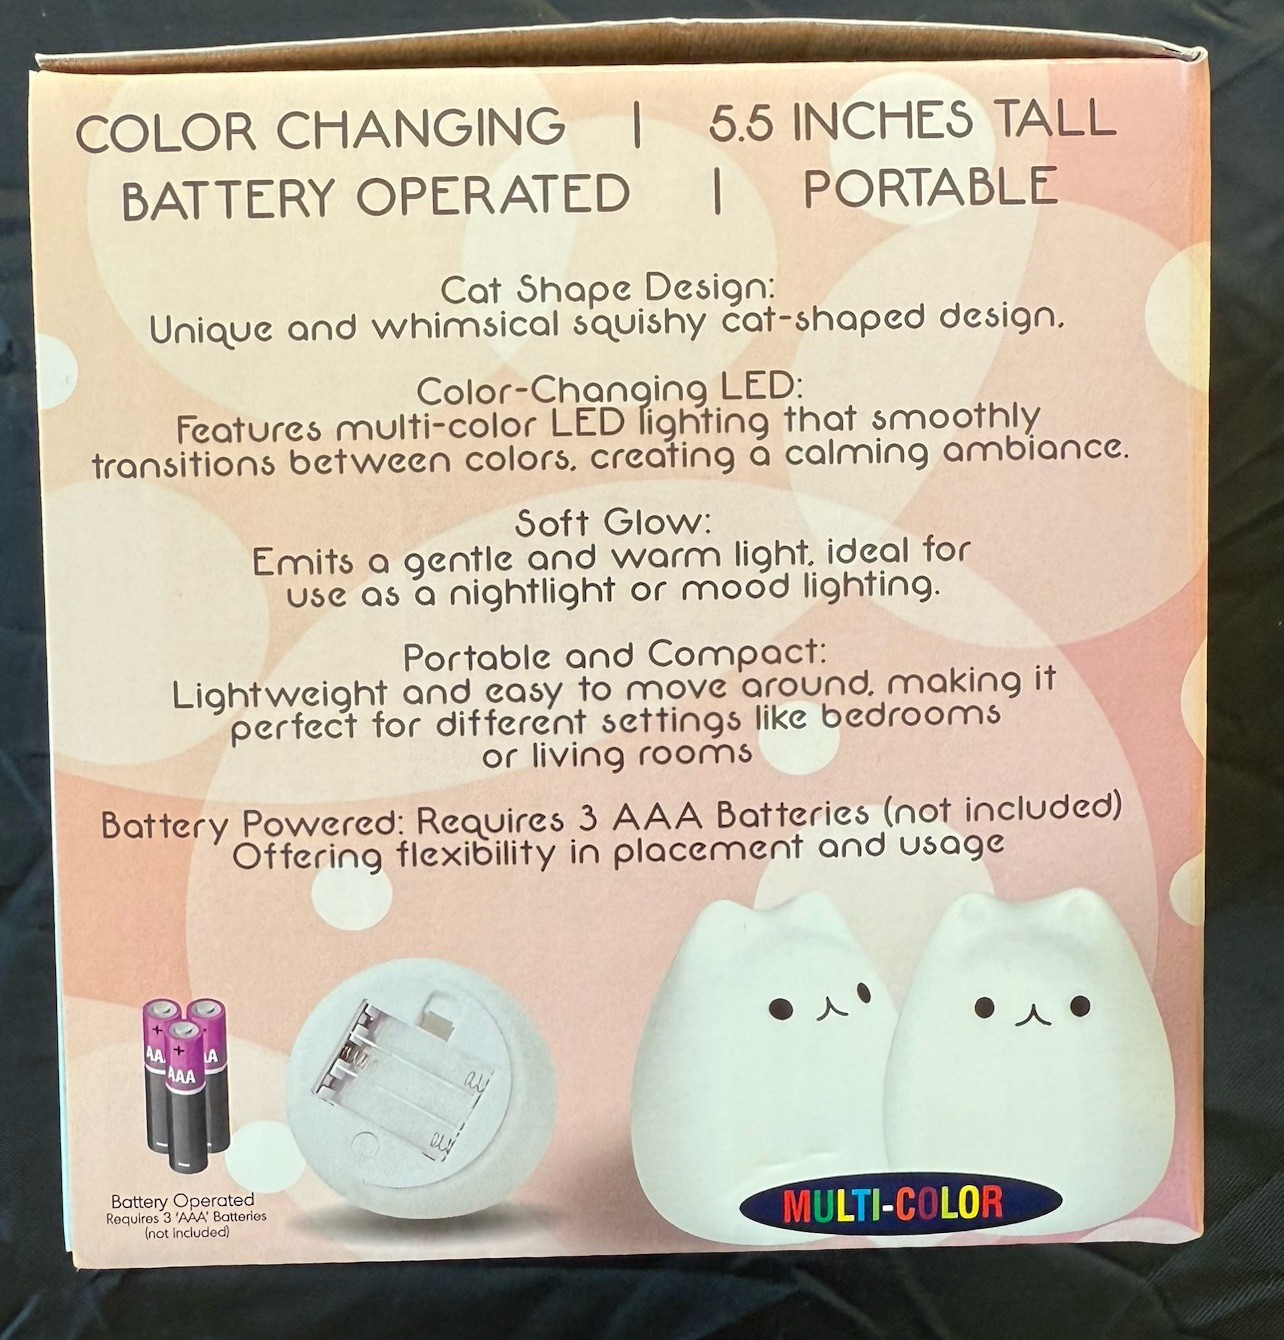 COLOR CHANGING | 5.5 INCHES TALL
BATTERY OPERATED | PORTABLE
Cat Shape Design:
Unique and whimsical squishy cat-shaped design.
Color-Changing LED:
Features multi-color LED lighting that smoothly
transitions between colors, creating a calming ambiance.
Soft Glow:
Emits a gentle and warm light, ideal for
use as a nightlight or mood lighting.
Portable and Compact:
Lightweight and easy to move around, making it
perfect for different settings like bedrooms
or living rooms
Battery Powered: Requires 3 AAA Batteries (not included)
Offering flexibility in placement and usage
+
AA
+
AAA
A
Battery Operated
Requires 3 'AAA' Batteries
(not included)
MULTI-COLOR